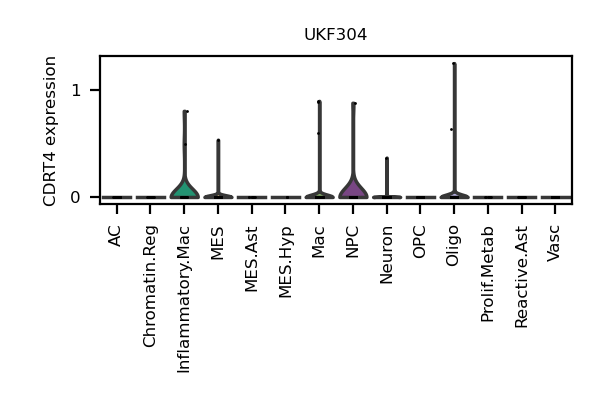 UKF304
CDRT4 expression
1
0
AC
Chromatin.Reg
Inflammatory.Mac
MES
MES.Ast
MES.Hyp
Mac
NPC
Neuron
OPC
Oligo
Prolif.Metab
Reactive.Ast
Vasc